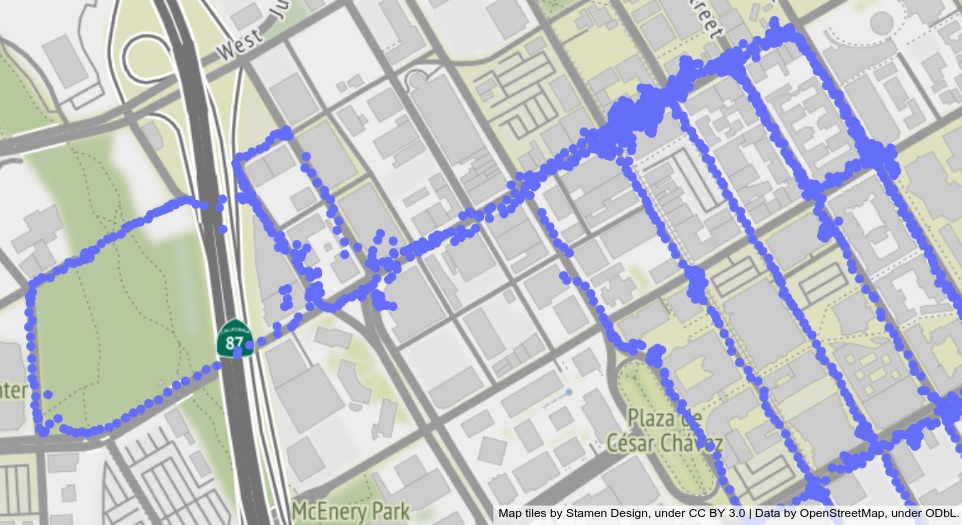 West
Ju
street
CALIFORNIA
87
nter
Plaza de
César Chávez
McEnery Park
Map tiles by Stamen Design, under CC BY 3.0 | Data by OpenStreetMap, under ODbL.